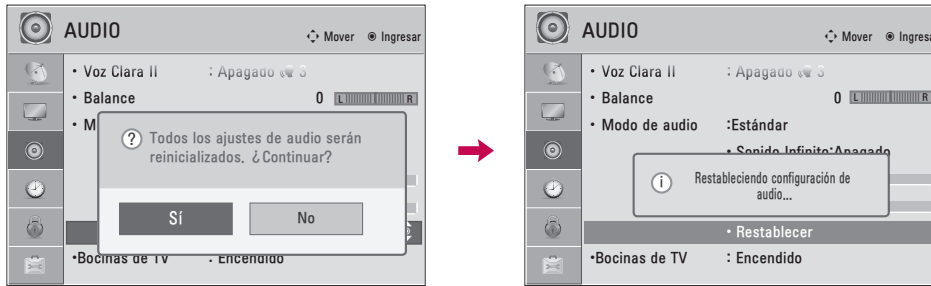 AUDIO
Mover Ingresar
• Voz Clara II : Apagado 3
• Balance 0 L R
• M
? Todos los ajustes de audio serán
reinicializados. ¿Continuar?
Sí No
•Bocinas de TV : Encendido
AUDIO
Mover Ingresa
• Voz Clara II : Apagado 3
• Balance 0 L R
• Modo de audio :Estándar
• Sonido Infinito:Apagado
i Restableciendo configuración de
audio...
• Restablecer
•Bocinas de TV : Encendido